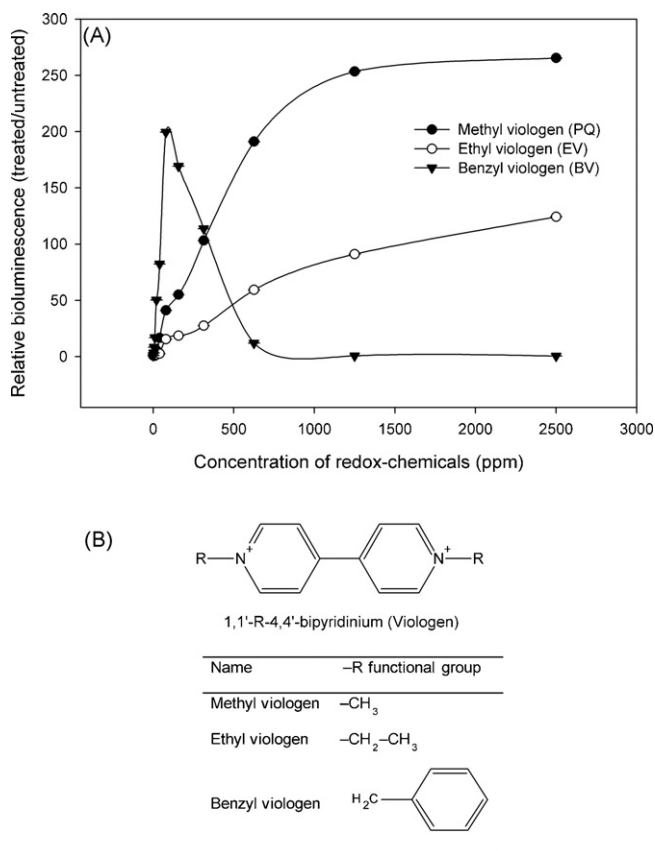 (A)
Relative bioluminescence (treated/untreated)
300
250
200
150
100
50
0
Methyl viologen (PQ)
Ethyl viologen (EV)
Benzyl viologen (BV)
0 500 1000 1500 2000 2500 3000
Concentration of redox-chemicals (ppm)
(B)
R N+ N+ R
1,1'-R-4,4'-bipyridinium (Viologen)
Name –R functional group
Methyl viologen –CH3
Ethyl viologen –CH2–CH3
Benzyl viologen H2C